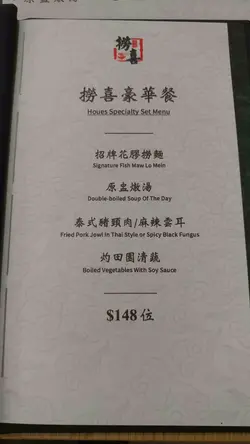 撈喜
撈喜豪華餐
Houes Specialty Set Menu
招牌花膠撈麵
Signature Fish Maw Lu Mein
原盅燉湯
Double-boiled Soup Of The Day
泰式豬頸肉/麻辣雲耳
Fried Pork Jowl In Thai Style or Spicy Black Fungus
灼田園清蔬
Boiled Vegetables With Soy Sauce
$148 位